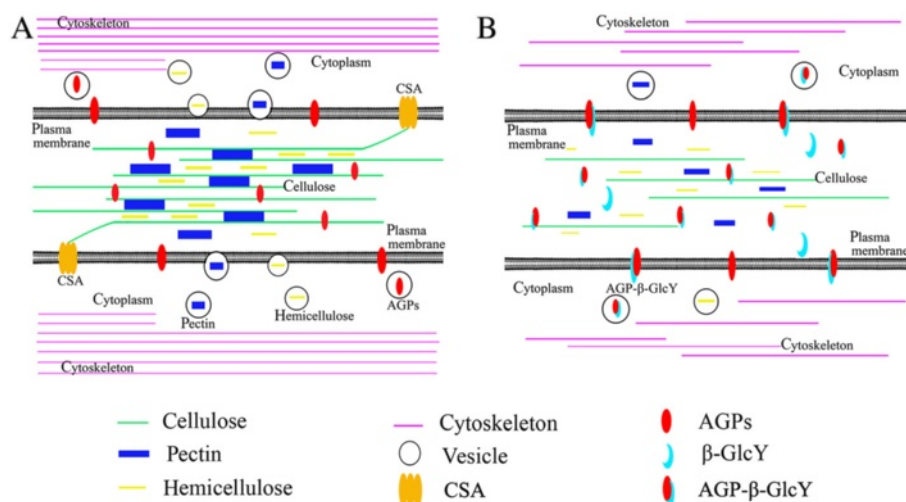 A
Cytoskeleton
Cytoplasm
CSA
Plasma
membrane
Cellulose
Plasma
membrane
CSA
Cytoplasm
Pectin
Hemicellulose
AGPs
Cytoskeleton
B
Cytoskeleton
Cytoplasm
Plasma
membrane
Cellulose
Plasma
membrane
Cytoplasm
AGP-β-GlcY
Cytoskeleton
Cellulose
Pectin
Hemicellulose
Cytoskeleton
Vesicle
CSA
AGPs
β-GlcY
AGP-β-GlcY